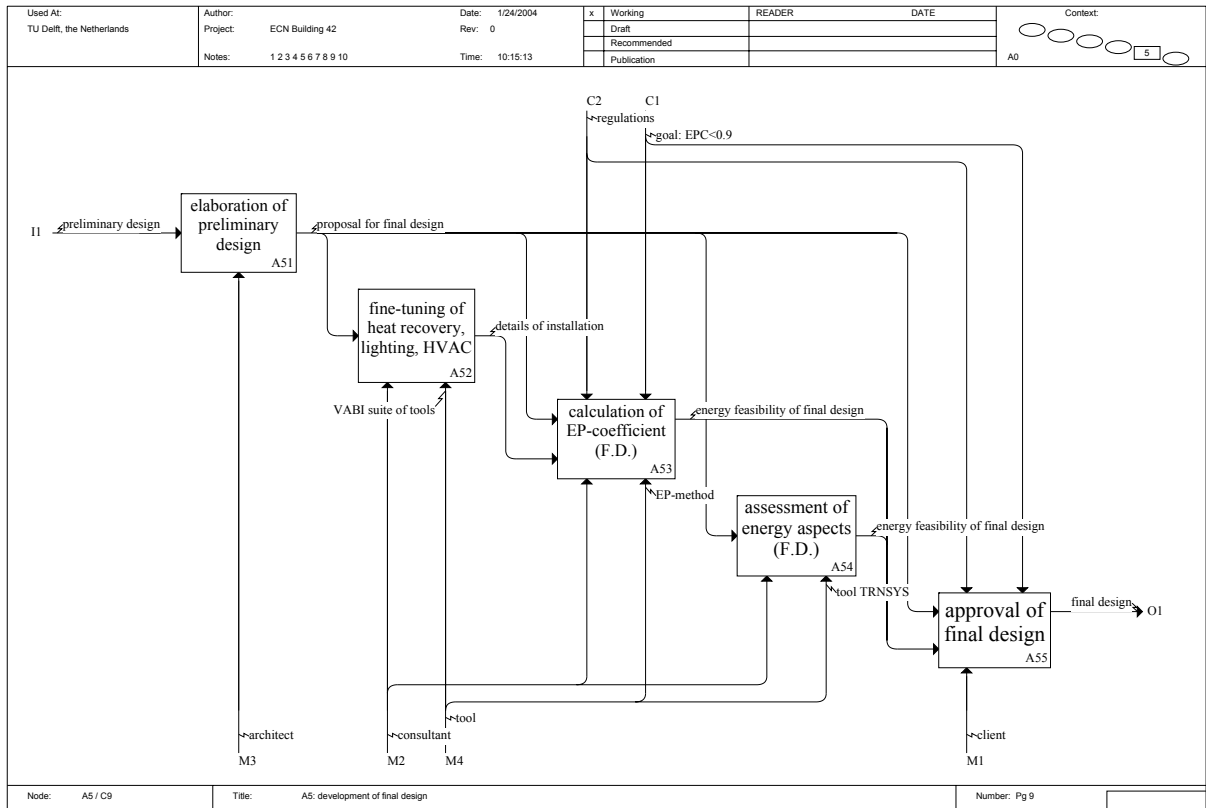 Used At:
TU Delft, the Netherlands
Author:
Project: ECN Building 42
Notes: 1 2 3 4 5 6 7 8 9 10
Date: 1/24/2004
Rev: 0
Time: 10:15:13
x Working
Draft
Recommended
Publication
READER DATE
Context:
5
A0
C2 C1
regulations
goal: EPC<0.9
I1
preliminary design
elaboration of
preliminary
design
A51
proposal for final design
fine-tuning of
heat recovery,
lighting, HVAC
A52
details of installation
VABI suite of tools
calculation of
EP-coefficient
(F.D.)
A53
energy feasibility of final design
EP-method
assessment of
energy aspects
(F.D.)
A54
energy feasibility of final design
tool TRNSYS
approval of
final design
A55
final design
O1
tool
architect
consultant
client
M3 M2 M4 M1
Node: A5 / C9
Title: A5: development of final design
Number: Pg 9